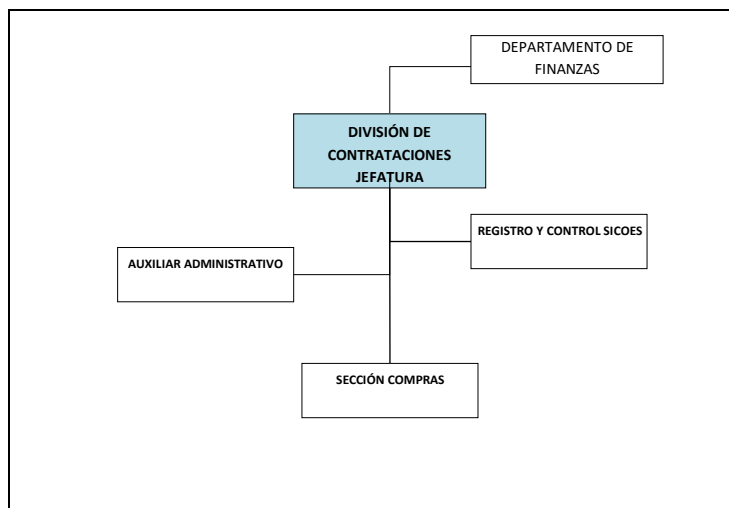 DEPARTAMENTO DE
FINANZAS
DIVISIÓN DE
CONTRATACIONES
JEFATURA
REGISTRO Y CONTROL SICOES
AUXILIAR ADMINISTRATIVO
SECCIÓN COMPRAS